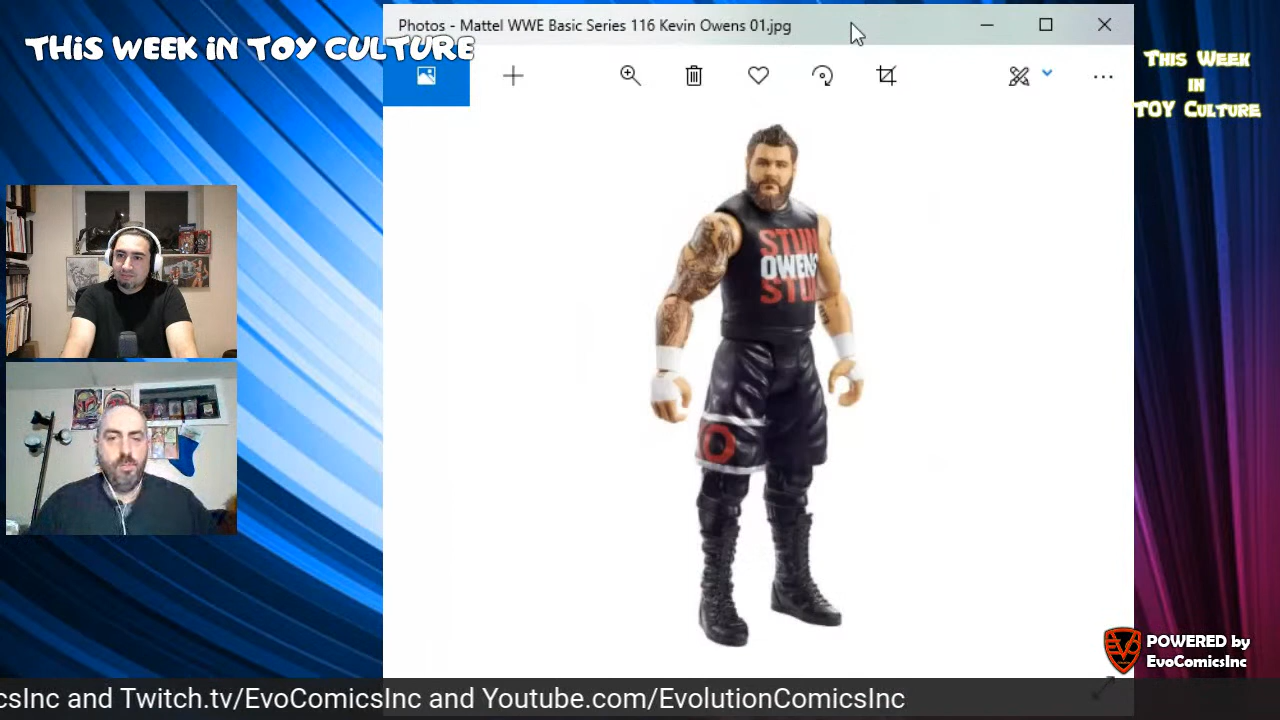 Photos - Mattel WWE Basic Series 116 Kevin Owens 01.jpg
THiS WEEK iN TOY CULTURE
THiS WEEK
iN
TOY CULTURE
STUN
OWENS
STU
O
EVO
POWERED by
EvoComicsInc
csInc and Twitch.tv/EvoComicsInc and Youtube.com/EvolutionComicsInc